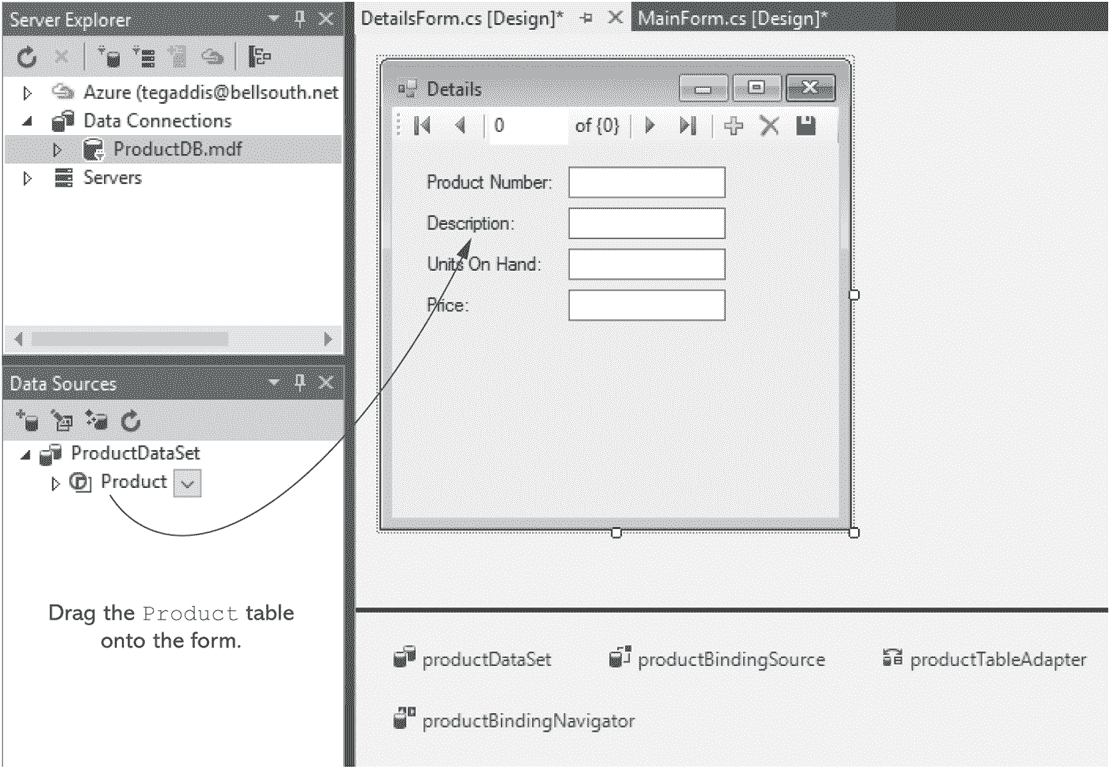 Server Explorer
Azure (tegaddis@bellsouth.net
Data Connections
ProductDB.mdf
Servers
Data Sources
ProductDataSet
Product
Drag the Product table
onto the form.
DetailsForm.cs [Design]* MainForm.cs [Design]*
Details
0 of {0}
Product Number:
Description:
Units On Hand:
Price:
productDataSet productBindingSource productTableAdapter
productBindingNavigator